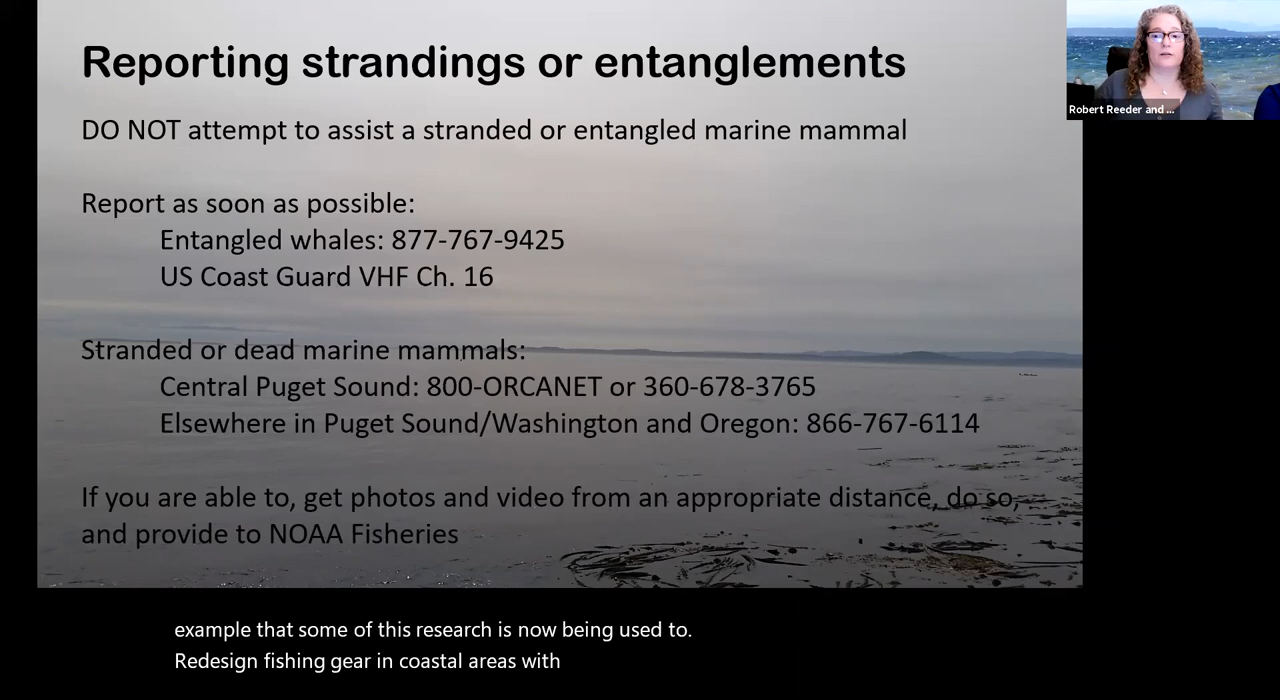 Reporting strandings or entanglements
DO NOT attempt to assist a stranded or entangled marine mammal
Report as soon as possible:
Entangled whales: 877-767-9425
US Coast Guard VHF Ch. 16
Stranded or dead marine mammals:
Central Puget Sound: 800-ORCANET or 360-678-3765
Elsewhere in Puget Sound/Washington and Oregon: 866-767-6114
If you are able to, get photos and video from an appropriate distance, do so,
and provide to NOAA Fisheries
Robert Reeder and ...
example that some of this research is now being used to.
Redesign fishing gear in coastal areas with